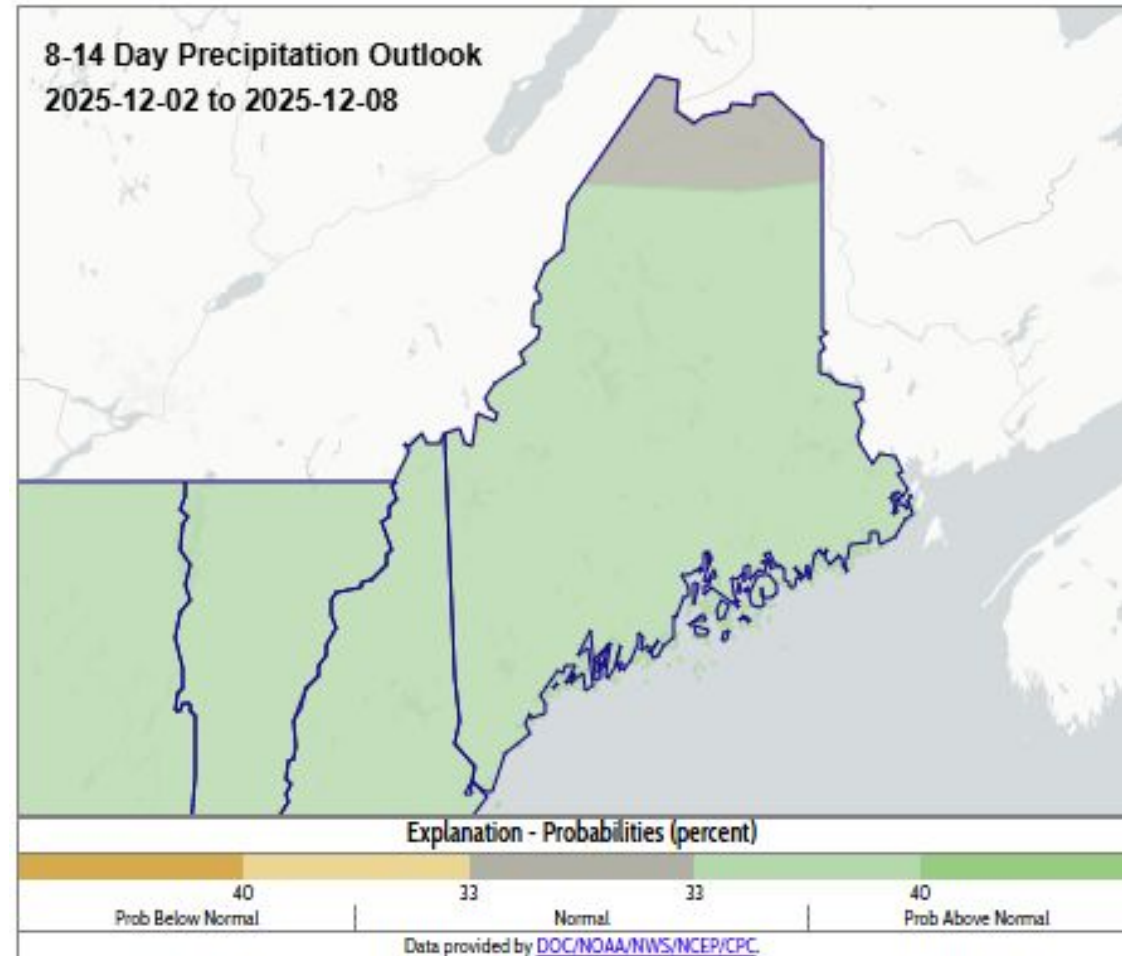 8-14 Day Precipitation Outlook
2025-12-02 to 2025-12-08
Explanation - Probabilities (percent)
40 33 33 40
Prob Below Normal Normal Prob Above Normal
Data provided by DOC/NOAA/NWS/NCEP/CPC.